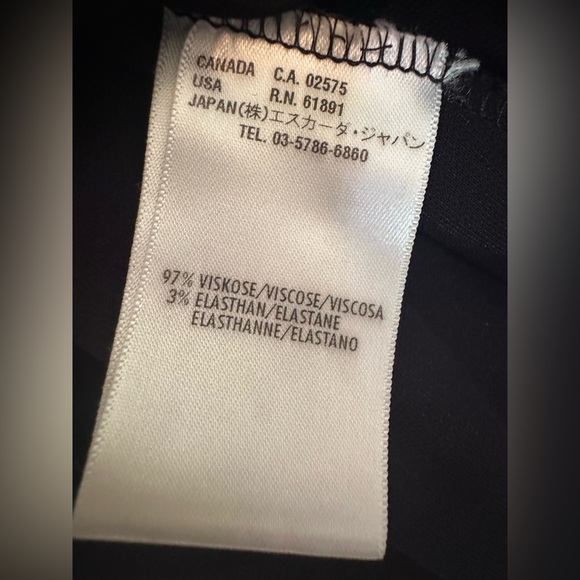 CANADA C.A. 02575
USA R.N. 61891
JAPAN(株)エスカーダ・ジャパン
TEL. 03-5786-6860
97% VISKOSE/VISCOSE/VISCOSA
3% ELASTHAN/ELASTANE
ELASTHANNE/ELASTANO